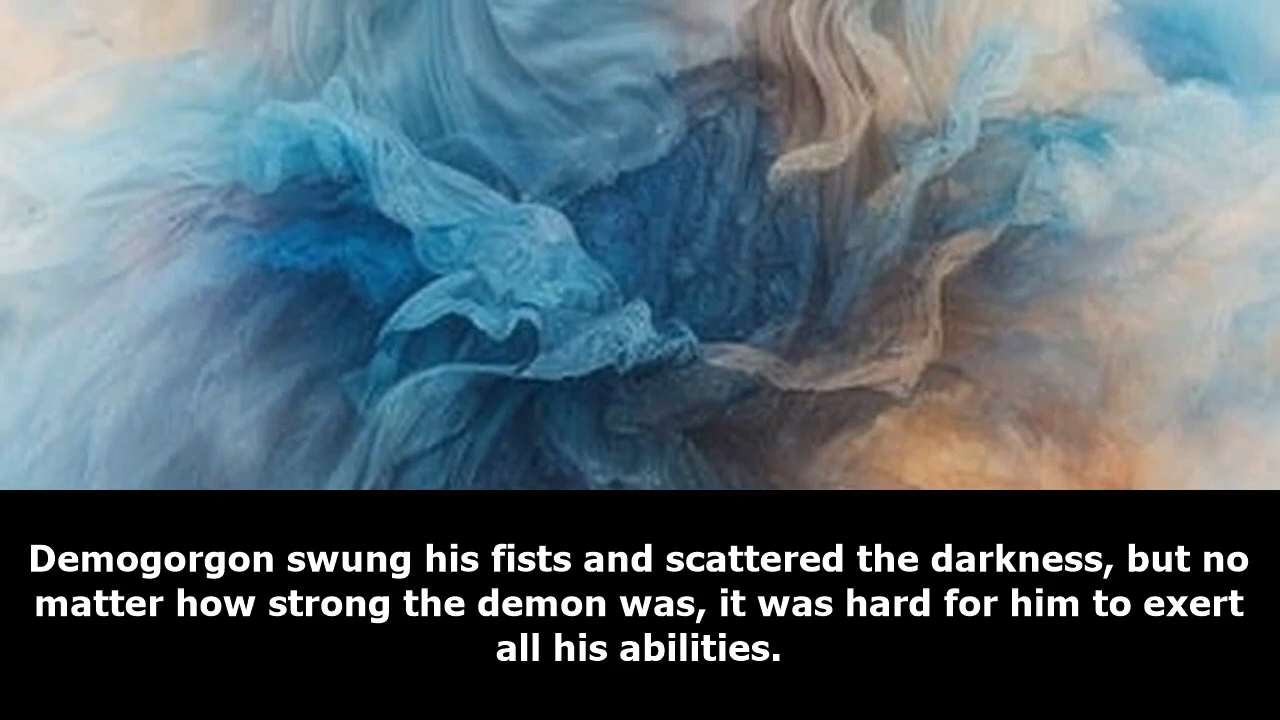 Demogorgon swung his fists and scattered the darkness, but no
matter how strong the demon was, it was hard for him to exert
all his abilities.